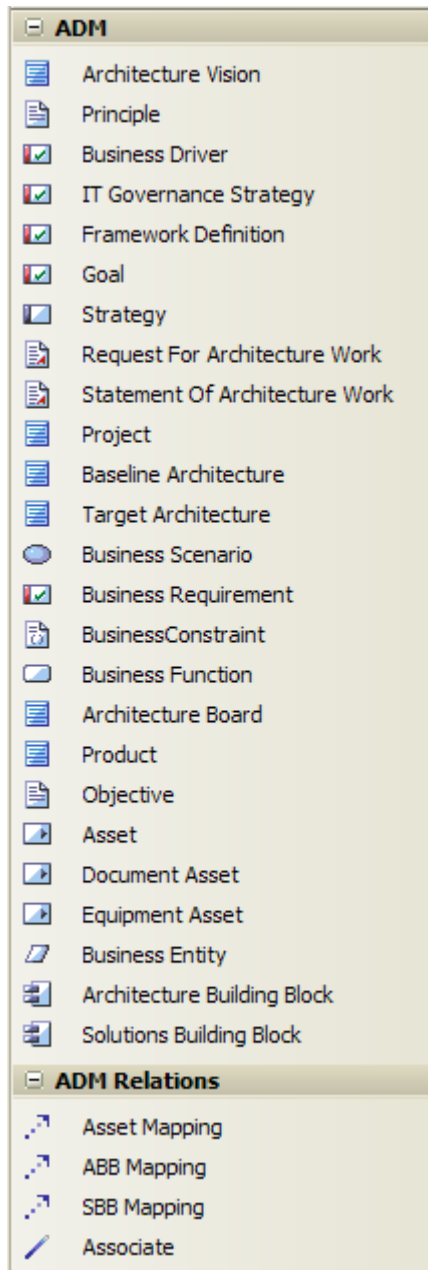 ADM
Architecture Vision
Principle
Business Driver
IT Governance Strategy
Framework Definition
Goal
Strategy
Request For Architecture Work
Statement Of Architecture Work
Project
Baseline Architecture
Target Architecture
Business Scenario
Business Requirement
BusinessConstraint
Business Function
Architecture Board
Product
Objective
Asset
Document Asset
Equipment Asset
Business Entity
Architecture Building Block
Solutions Building Block
ADM Relations
Asset Mapping
ABB Mapping
SBB Mapping
Associate